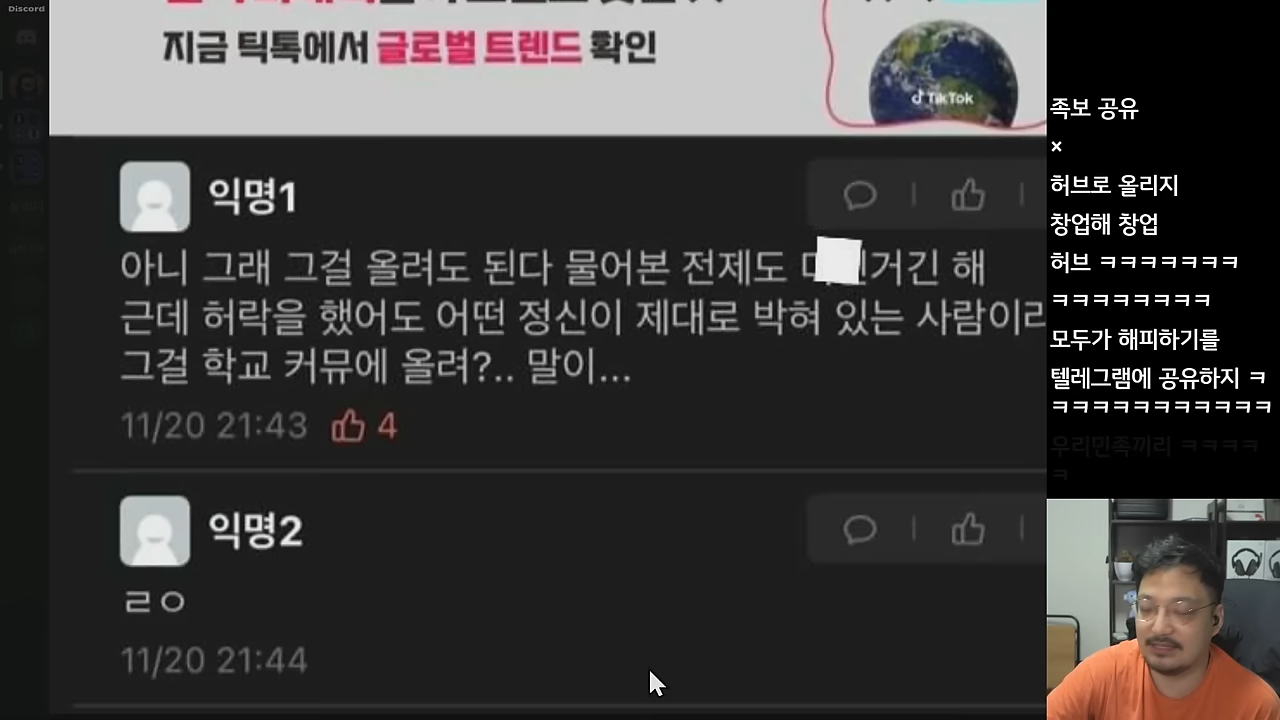 Discord
지금 틱톡에서 글로벌 트렌드 확인
TikTok
익명1
아니 그래 그걸 올려도 된다 물어본 전제도 거긴 해
근데 허락을 했어도 어떤 정신이 제대로 박혀 있는 사람이라
그걸 학교 커뮤에 올려?.. 말이...
11/20 21:43 4
익명2
ㄹㅇ
11/20 21:44
족보 공유
×
허브로 올리지
창업해 창업
허브 ㅋㅋㅋㅋㅋㅋㅋ
ㅋㅋㅋㅋㅋㅋㅋㅋ
모두가 해피하기를
텔레그램에 공유하지 ㅋ
ㅋㅋㅋㅋㅋㅋㅋㅋㅋㅋㅋ
우리민족끼리 ㅋㅋㅋㅋ
ㅋ